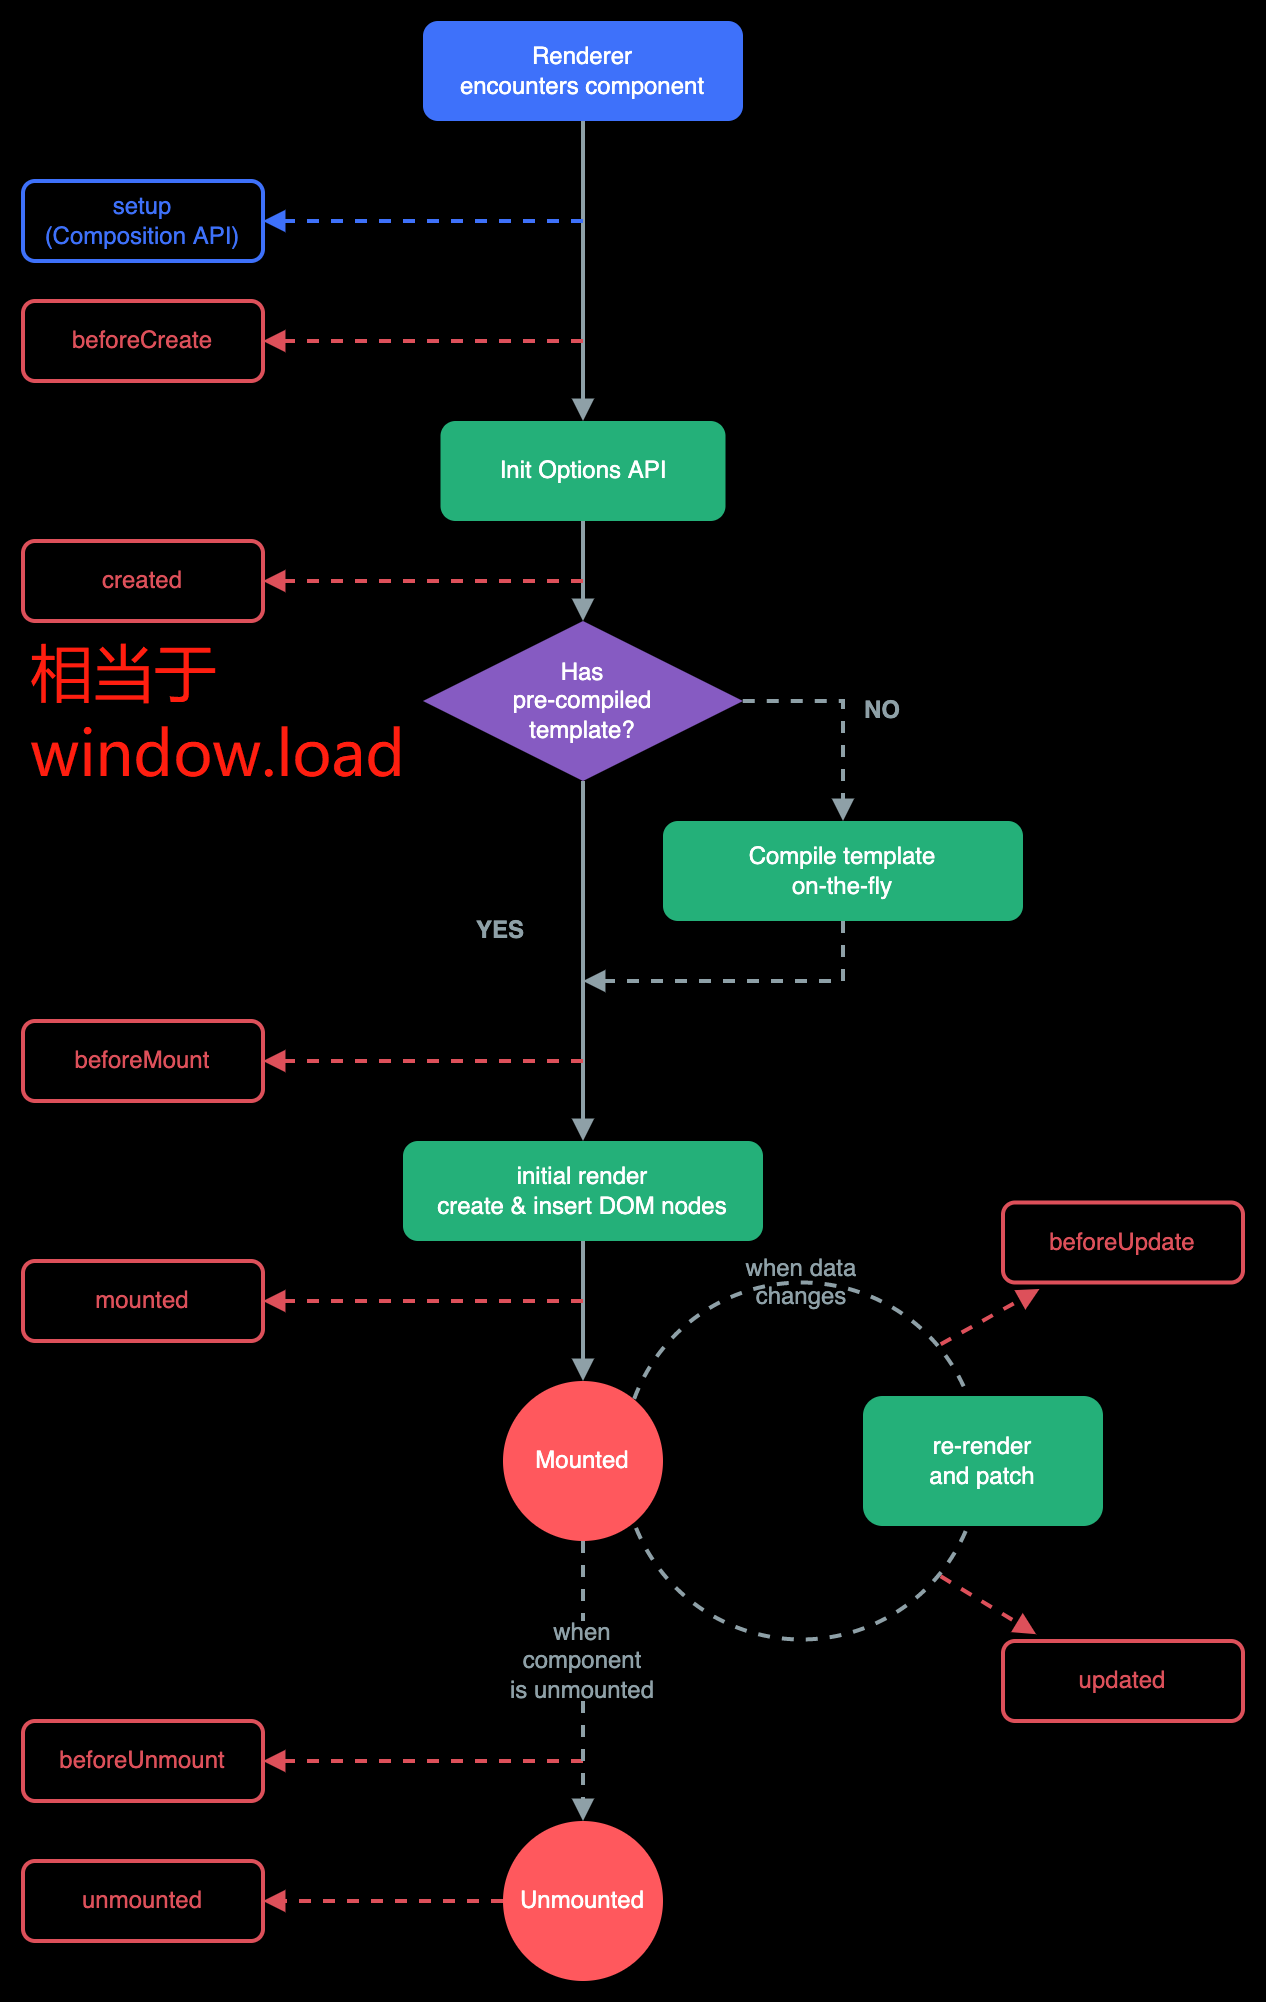 Renderer
encounters component
setup
(Composition API)
beforeCreate
Init Options API
created
相当于
window.load
Has
pre-compiled
template?
NO
Compile template
on-the-fly
YES
beforeMount
initial render
create & insert DOM nodes
beforeUpdate
when data
changes
mounted
Mounted
re-render
and patch
when
component
is unmounted
updated
beforeUnmount
unmounted
Unmounted